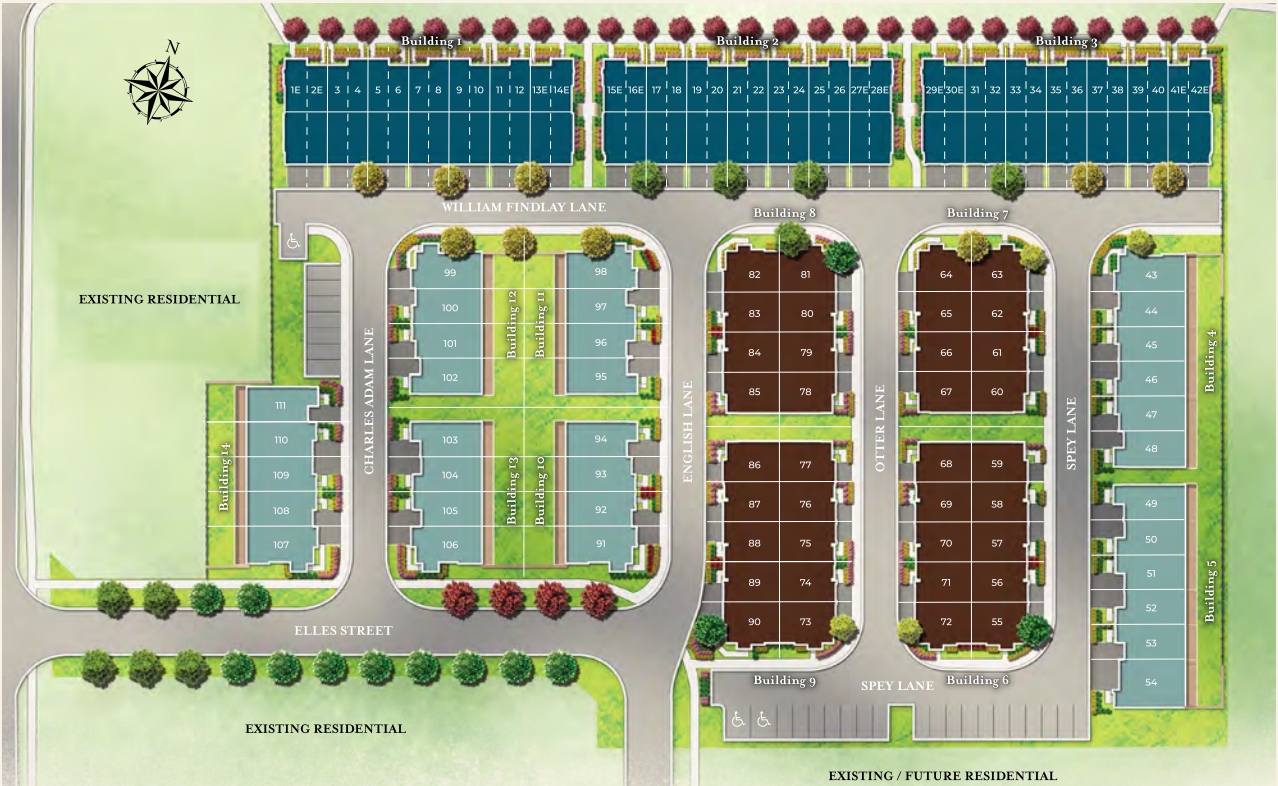 N
Building 1
Building 2
Building 3
1E 2E 3 4 5 6 7 8 9 10 11 12 13E 14E
15E 16E 17 18 19 20 21 22 23 24 25 26 27E 28E
29E 30E 31 32 33 34 35 36 37 38 39 40 41E 42E
WILLIAM FINDLAY LANE
Building 8
Building 7
EXISTING RESIDENTIAL
CHARLES ADAM LANE
99
100
101
102
Building 12
Building 11
98
97
96
95
ENGLISH LANE
82 81
83 80
84 79
85 78
OTTER LANE
64 63
65 62
66 61
67 60
SPEY LANE
43
44
45
46
47
48
Building 4
Building 14
111
110
109
108
107
103
104
105
106
Building 13
Building 10
94
93
92
91
86 77
87 76
88 75
89 74
90 73
68 59
69 58
70 57
71 56
72 55
49
50
51
52
53
54
Building 5
ELLES STREET
Building 9
SPEY LANE
Building 6
EXISTING RESIDENTIAL
EXISTING / FUTURE RESIDENTIAL